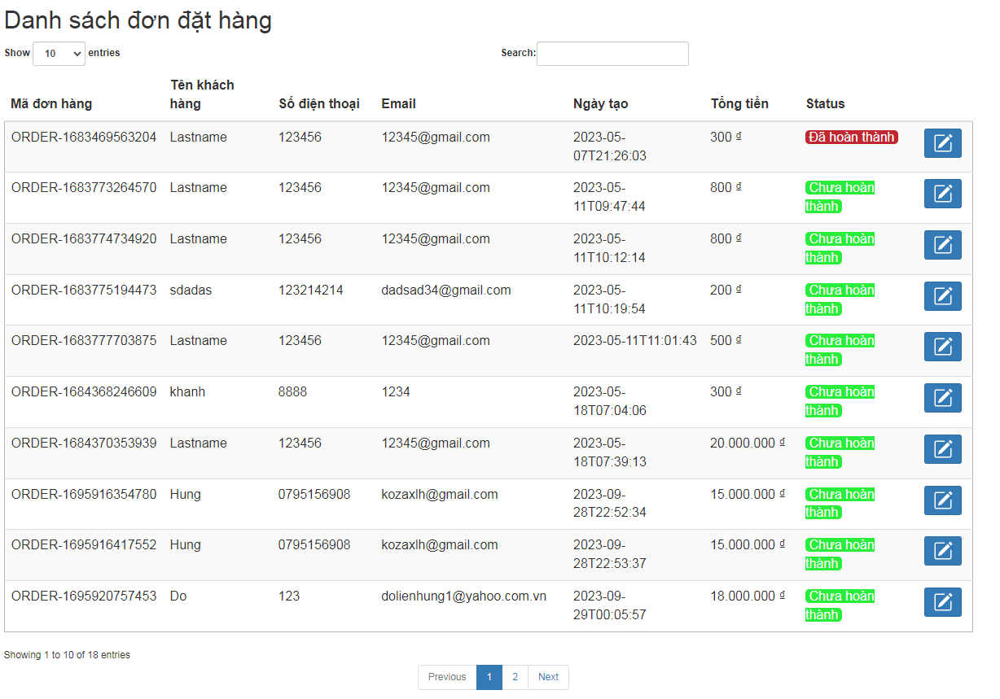 Danh sách đơn đặt hàng
Show 10 entries Search:
Mã đơn hàng Tên khách hàng Số điện thoại Email Ngày tạo Tổng tiền Status
ORDER-1683469563204 Lastname 123456 12345@gmail.com 2023-05-07T21:26:03 300 ₫ Đã hoàn thành
ORDER-1683773264570 Lastname 123456 12345@gmail.com 2023-05-11T09:47:44 800 ₫ Chưa hoàn thành
ORDER-1683774734920 Lastname 123456 12345@gmail.com 2023-05-11T10:12:14 800 ₫ Chưa hoàn thành
ORDER-1683775194473 sdadas 123214214 dadsad34@gmail.com 2023-05-11T10:19:54 200 ₫ Chưa hoàn thành
ORDER-1683777703875 Lastname 123456 12345@gmail.com 2023-05-11T11:01:43 500 ₫ Chưa hoàn thành
ORDER-1684368246609 khanh 8888 1234 2023-05-18T07:04:06 300 ₫ Chưa hoàn thành
ORDER-1684370353939 Lastname 123456 12345@gmail.com 2023-05-18T07:39:13 20.000.000 ₫ Chưa hoàn thành
ORDER-1695916354780 Hung 0795156908 kozaxlh@gmail.com 2023-09-28T22:52:34 15.000.000 ₫ Chưa hoàn thành
ORDER-1695916417552 Hung 0795156908 kozaxlh@gmail.com 2023-09-28T22:53:37 15.000.000 ₫ Chưa hoàn thành
ORDER-1695920757453 Do 123 dolienhung1@yahoo.com.vn 2023-09-29T00:05:57 18.000.000 ₫ Chưa hoàn thành
Showing 1 to 10 of 18 entries
Previous 1 2 Next